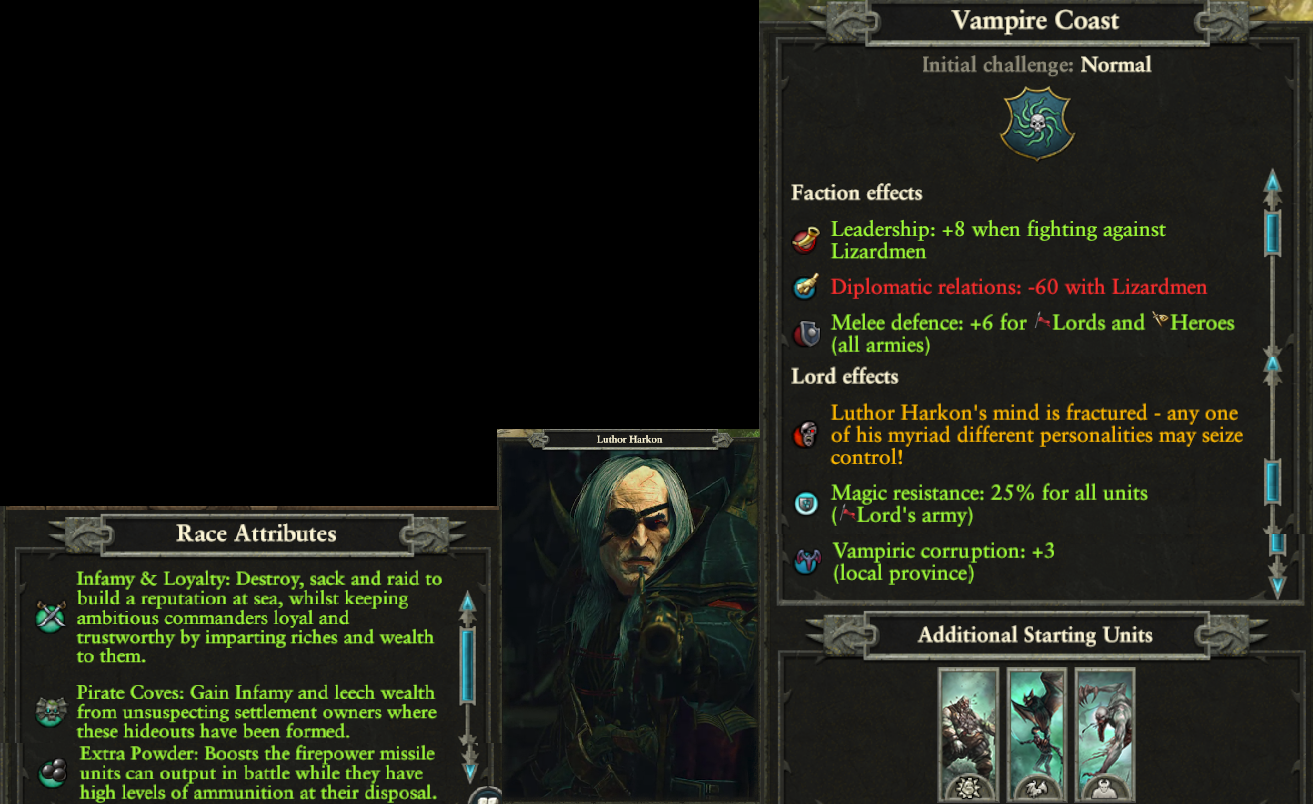 Vampire Coast
Initial challenge: Normal
Faction effects
Leadership: +8 when fighting against
Lizardmen
Diplomatic relations: -60 with Lizardmen
Melee defence: +6 for Lords and Heroes
(all armies)
Lord effects
Luthor Harkon's mind is fractured - any one
of his myriad different personalities may seize
control!
Magic resistance: 25% for all units
(Lord's army)
Vampiric corruption: +3
(local province)
Additional Starting Units
Luthor Harkon
Race Attributes
Infamy & Loyalty: Destroy, sack and raid to
build a reputation at sea, whilst keeping
ambitious commanders loyal and
trustworthy by imparting riches and wealth
to them.
Pirate Coves: Gain Infamy and leech wealth
from unsuspecting settlement owners where
these hideouts have been formed.
Extra Powder: Boosts the firepower missile
units can output in battle while they have
high levels of ammunition at their disposal.